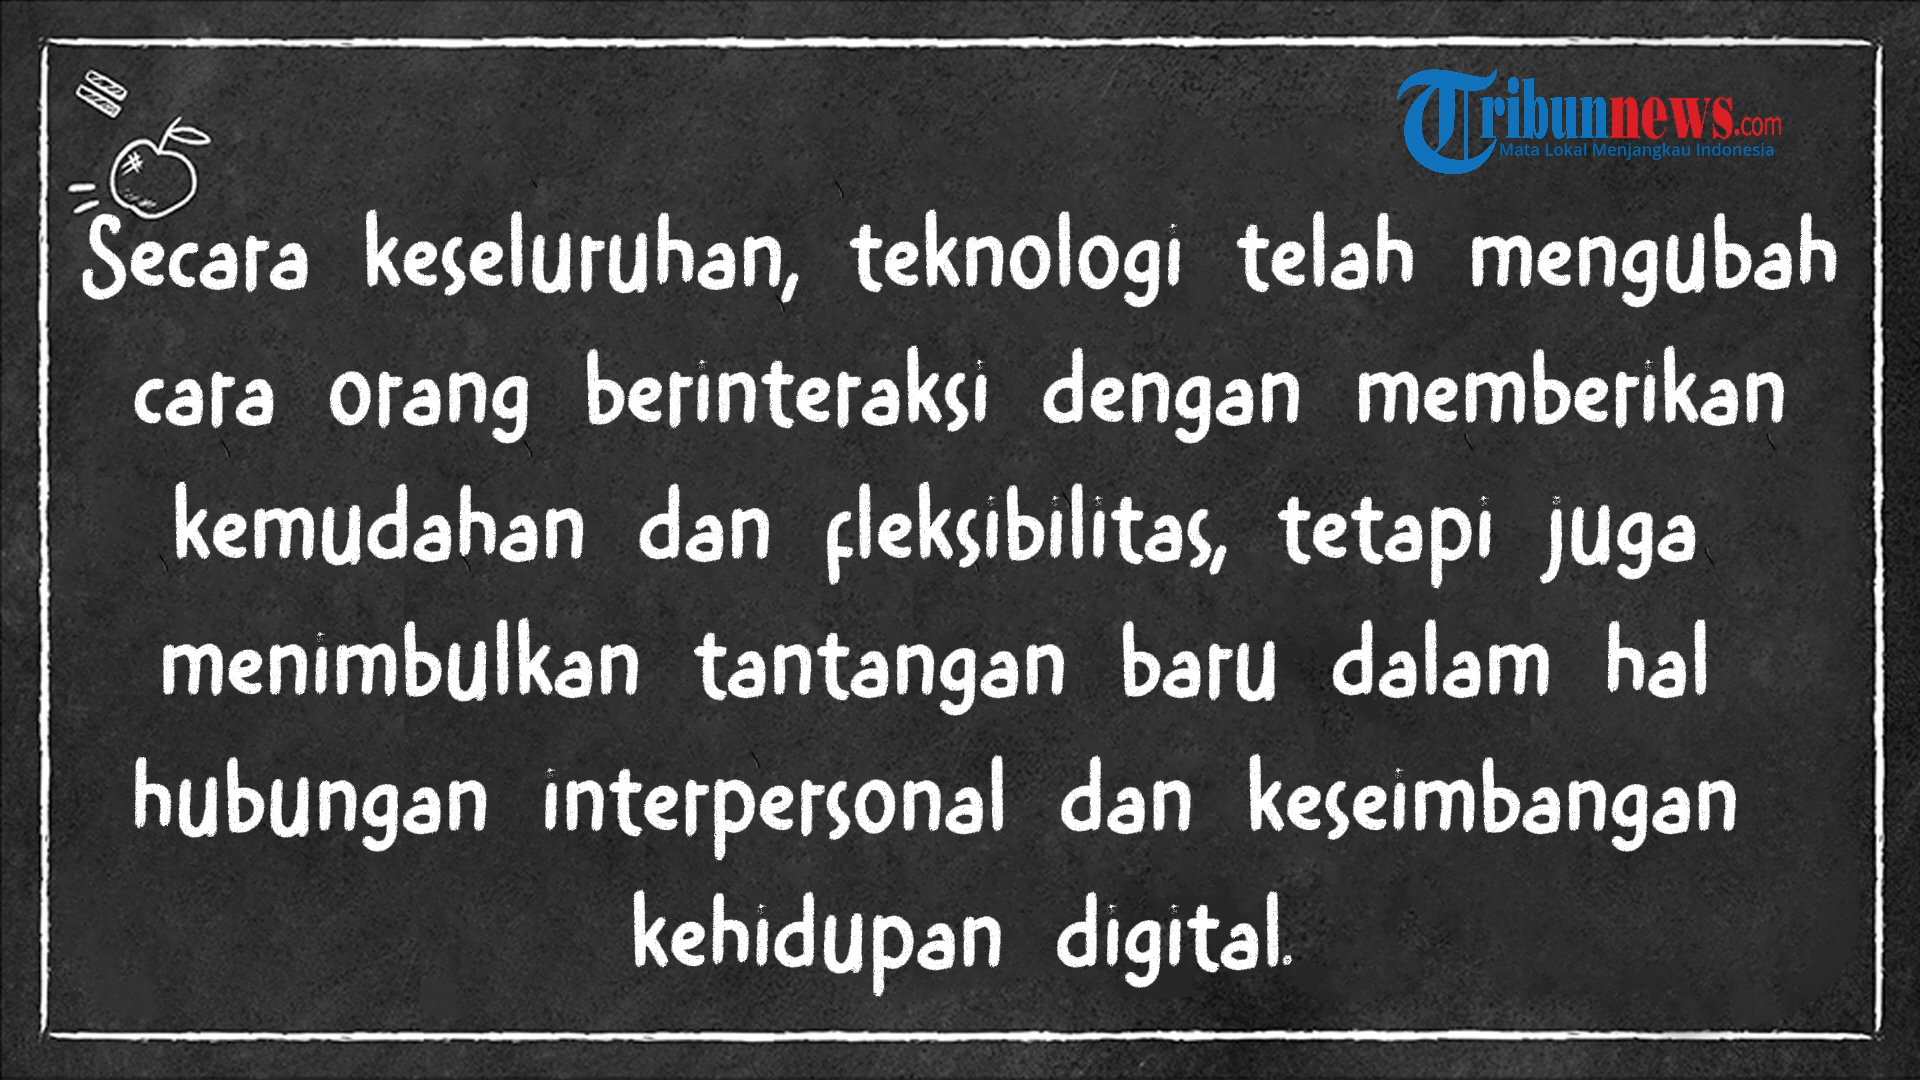 Tribunnews.com
Mata Lokal Menjangkau Indonesia
Secara keseluruhan, teknologi telah mengubah
cara orang berinteraksi dengan memberikan
kemudahan dan fleksibilitas, tetapi juga
menimbulkan tantangan baru dalam hal
hubungan interpersonal dan keseimbangan
kehidupan digital.